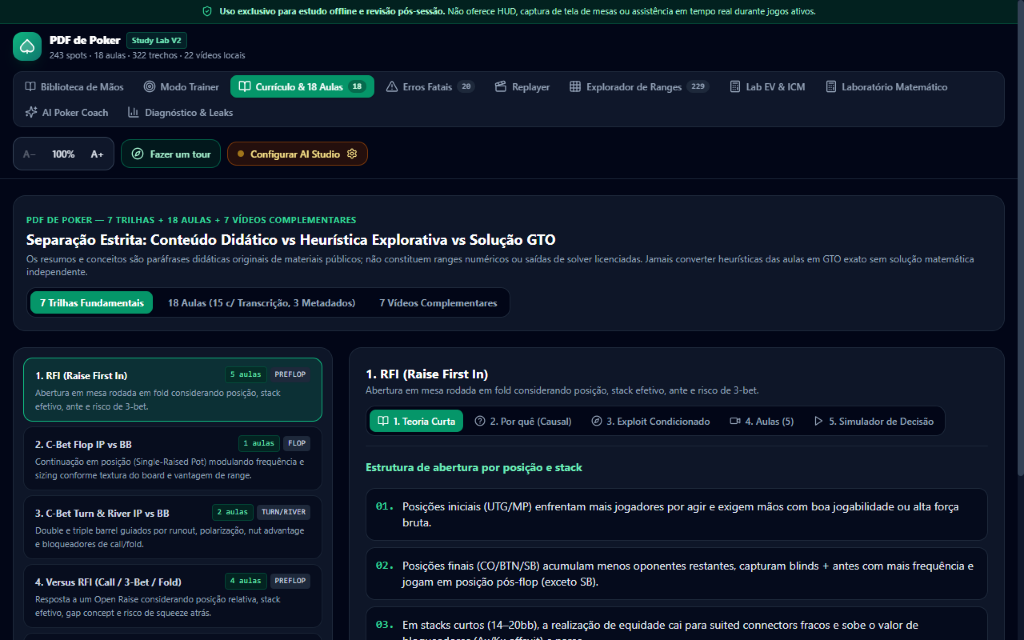 Uso exclusivo para estudo offline e revisão pós-sessão. Não oferece HUD, captura de tela de mesas ou assistência em tempo real durante jogos ativos.
PDF de Poker Study Lab V2
243 spots · 18 aulas · 322 trechos · 22 vídeos locais
Biblioteca de Mãos Modo Trainer Currículo & 18 Aulas 18 Erros Fatais 20 Replayer Explorador de Ranges 229 Lab EV & ICM Laboratório Matemático
AI Poker Coach Diagnóstico & Leaks
A− 100% A+ Fazer um tour Configurar AI Studio
PDF DE POKER — 7 TRILHAS + 18 AULAS + 7 VÍDEOS COMPLEMENTARES
Separação Estrita: Conteúdo Didático vs Heurística Explorativa vs Solução GTO
Os resumos e conceitos são paráfrases didáticas originais de materiais públicos; não constituem ranges numéricos ou saídas de solver licenciadas. Jamais converter heurísticas das aulas em GTO exato sem solução matemática
independente.
7 Trilhas Fundamentais 18 Aulas (15 c/ Transcrição, 3 Metadados) 7 Vídeos Complementares
1. RFI (Raise First In) 5 aulas PREFLOP
Abertura em mesa rodada em fold considerando posição, stack
efetivo, ante e risco de 3-bet.
2. C-Bet Flop IP vs BB 1 aulas FLOP
Continuação em posição (Single-Raised Pot) modulando frequência e
sizing conforme textura do board e vantagem de range.
3. C-Bet Turn & River IP vs BB 2 aulas TURN/RIVER
Double e triple barrel guiados por runout, polarização, nut advantage
e bloqueadores de call/fold.
4. Versus RFI (Call / 3-Bet / Fold) 4 aulas PREFLOP
Resposta a um Open Raise considerando posição relativa, stack
efetivo, gap concept e risco de squeeze atrás.
1. RFI (Raise First In)
Abertura em mesa rodada em fold considerando posição, stack efetivo, ante e risco de 3-bet.
1. Teoria Curta 2. Por quê (Causal) 3. Exploit Condicionado 4. Aulas (5) 5. Simulador de Decisão
Estrutura de abertura por posição e stack
01. Posições iniciais (UTG/MP) enfrentam mais jogadores por agir e exigem mãos com boa jogabilidade ou alta força
bruta.
02. Posições finais (CO/BTN/SB) acumulam menos oponentes restantes, capturam blinds + antes com mais frequência e
jogam em posição pós-flop (exceto SB).
03. Em stacks curtos (14–20bb), a realização de equidade cai para suited connectors fracos e sobe o valor de